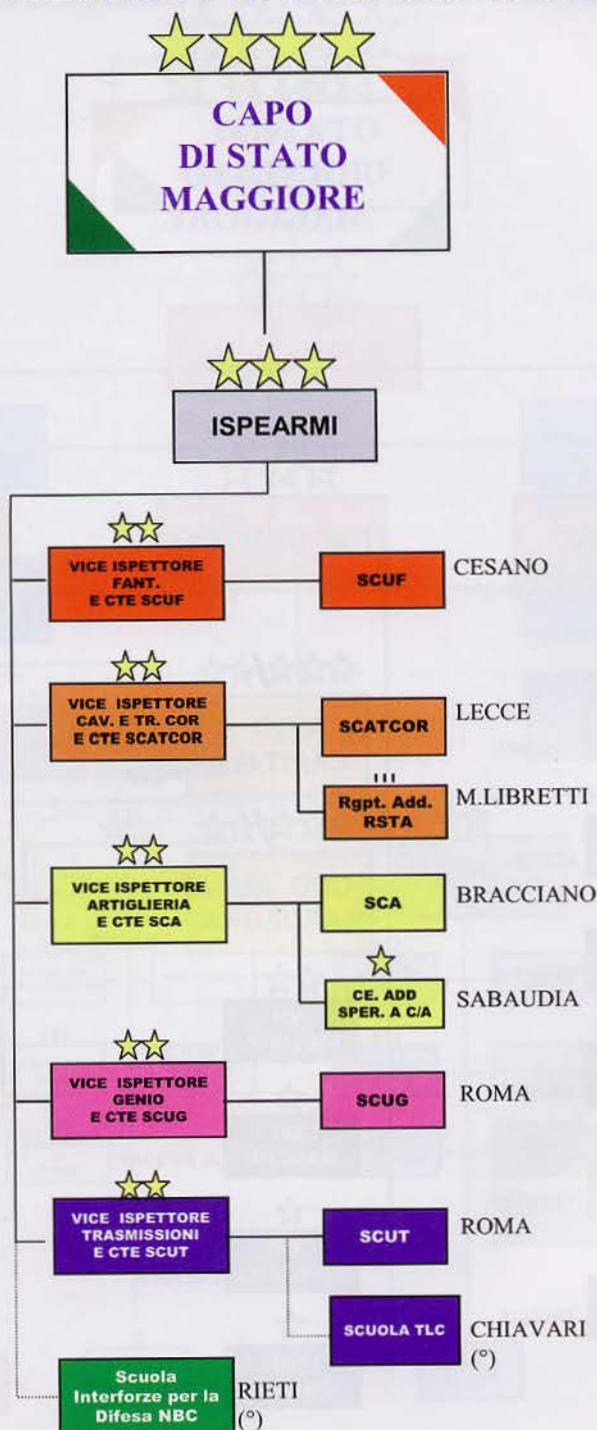 CAPO
DI STATO
MAGGIORE
ISPEARMI
VICE ISPETTORE
FANT.
E CTE SCUF
SCUF
CESANO
VICE ISPETTORE
CAV. E TR. COR
E CTE SCATCOR
SCATCOR
LECCE
III
Rgpt. Add.
RSTA
M.LIBRETTI
VICE ISPETTORE
ARTIGLIERIA
E CTE SCA
SCA
BRACCIANO
CE. ADD
SPER. A C/A
SABAUDIA
VICE ISPETTORE
GENIO
E CTE SCUG
SCUG
ROMA
VICE ISPETTORE
TRASMISSIONI
E CTE SCUT
SCUT
ROMA
SCUOLA TLC
CHIAVARI
(°)
Scuola
Interforze per la
Difesa NBC
RIETI
(°)